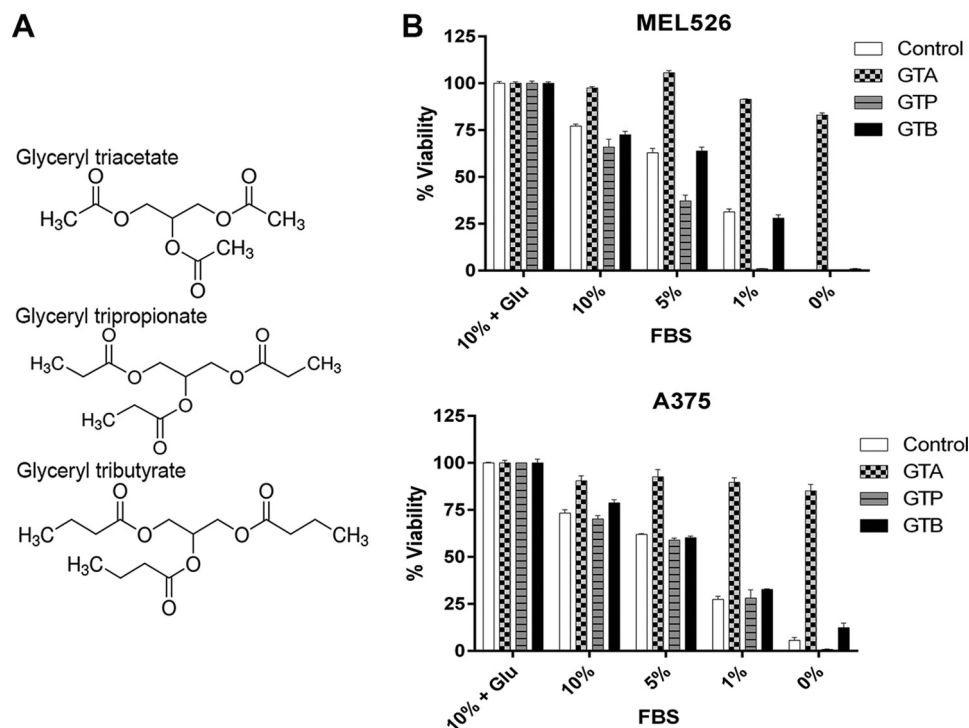 A
Glyceryl triacetate
O
O
H₃C
O
O
CH₃
O
CH₃
O
Glyceryl tripropionate
O
O
H₃C
O
O
CH₃
H₃C
O
O
Glyceryl tributyrate
O
O
H₃C
O
O
CH₃
H₃C
O
O
B
MEL526
% Viability
125
100
75
50
25
0
10% + Glu
10%
5%
1%
0%
FBS
Control
GTA
GTP
GTB
A375
% Viability
125
100
75
50
25
0
10% + Glu
10%
5%
1%
0%
FBS
Control
GTA
GTP
GTB